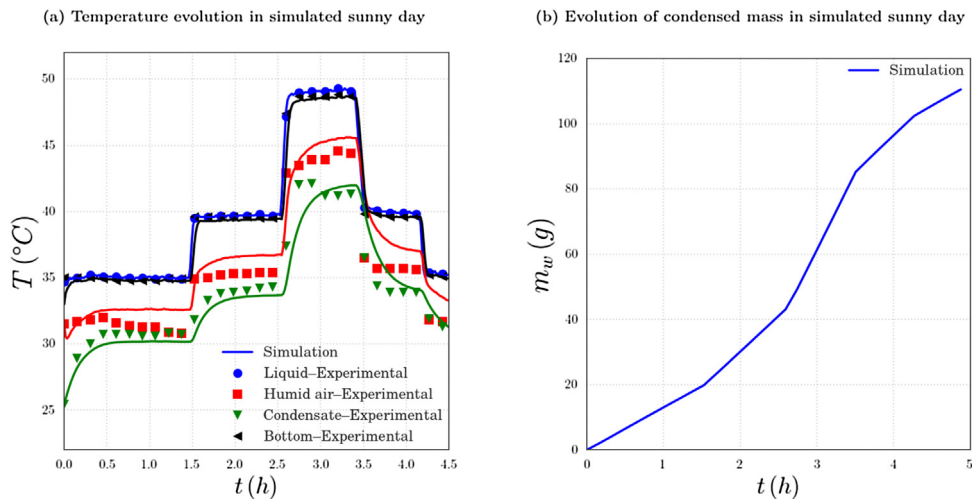 (a) Temperature evolution in simulated sunny day
50
45
40
35
30
25
T (°C)
0.0 0.5 1.0 1.5 2.0 2.5 3.0 3.5 4.0 4.5
t (h)
Simulation
Liquid–Experimental
Humid air–Experimental
Condensate–Experimental
Bottom–Experimental
(b) Evolution of condensed mass in simulated sunny day
120
100
80
60
40
20
0
m_w (g)
0 1 2 3 4 5
t (h)
Simulation